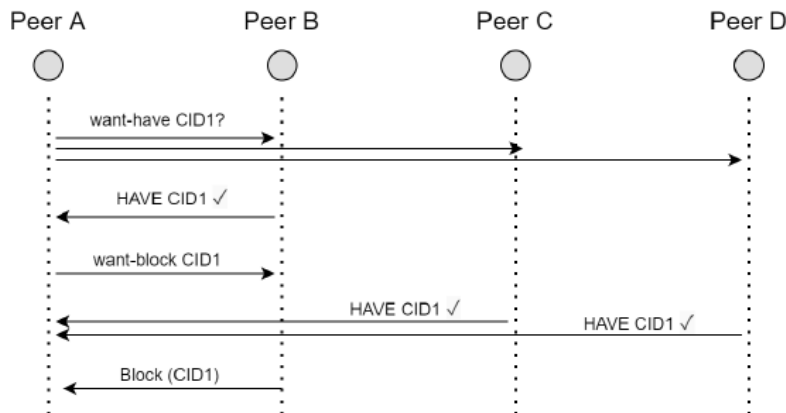 Peer A
Peer B
Peer C
Peer D
want-have CID1?
HAVE CID1 ✓
want-block CID1
HAVE CID1 ✓
HAVE CID1 ✓
Block (CID1)